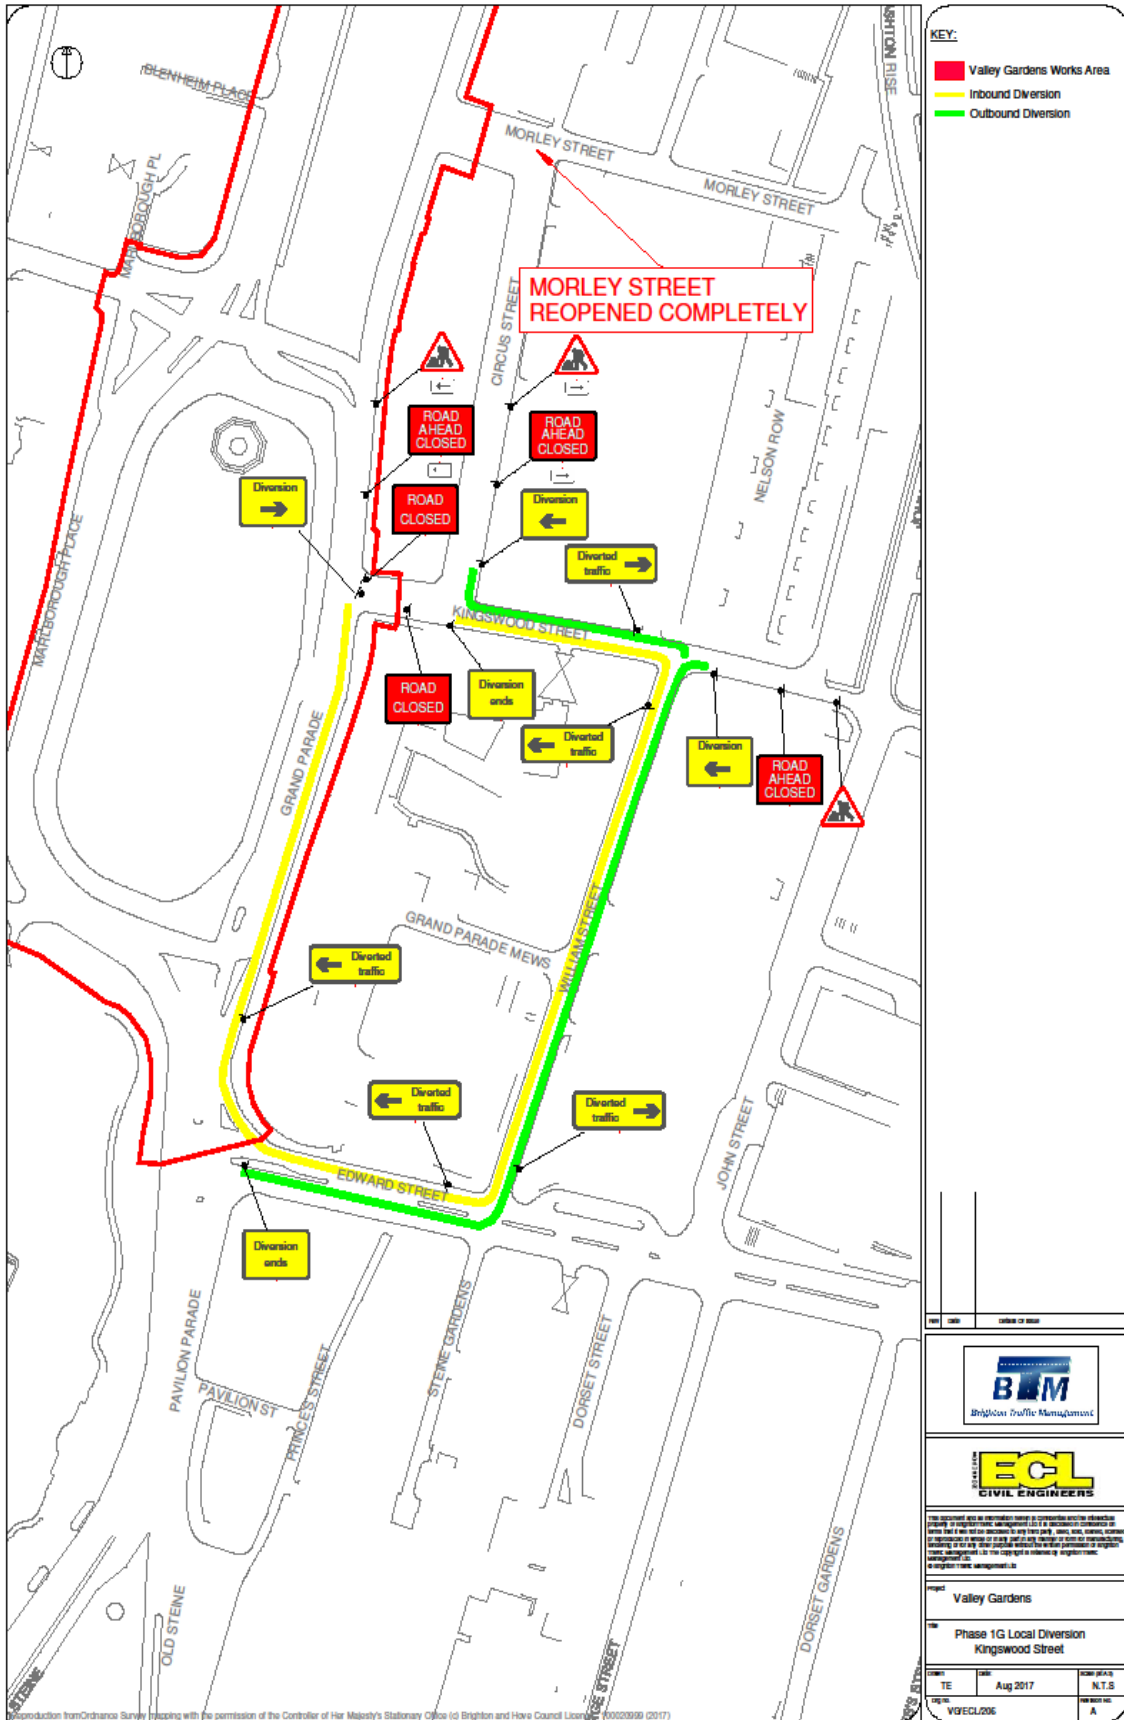 KEY:
Valley Gardens Works Area
Inbound Diversion
Outbound Diversion
BLENHEIM PLACE
MARLBOROUGH PL
MORLEY STREET
MORLEY STREET
MORLEY STREET
REOPENED COMPLETELY
CIRCUS STREET
NELSON ROW
MARLBOROUGH PLACE
ROAD
AHEAD
CLOSED
ROAD
AHEAD
CLOSED
Diversion
ROAD
CLOSED
Diversion
Diverted
traffic
KINGSWOOD STREET
ROAD
CLOSED
Diversion
ends
Diverted
traffic
Diversion
ROAD
AHEAD
CLOSED
GRAND PARADE
GRAND PARADE MEWS
WILLIAM STREET
Diverted
traffic
Diverted
traffic
Diverted
traffic
JOHN STREET
EDWARD STREET
Diversion
ends
PAVILION PARADE
PAVILION ST
PRINCES STREET
STEINE GARDENS
DORSET STREET
DORSET GARDENS
OLD STEINE
BTM
Brighton Traffic Management
ECL
CIVIL ENGINEERS
Valley Gardens
Phase 1G Local Diversion
Kingswood Street
TE
Aug 2017
N.T.S
VG/ECL/206
A